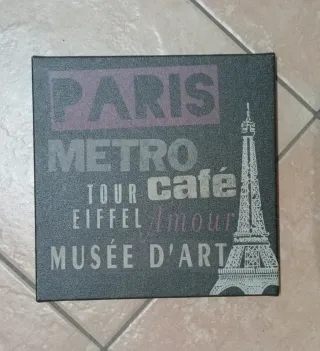 PARIS
METRO
TOUR café
EIFFEL Amour
MUSÉE D'ART